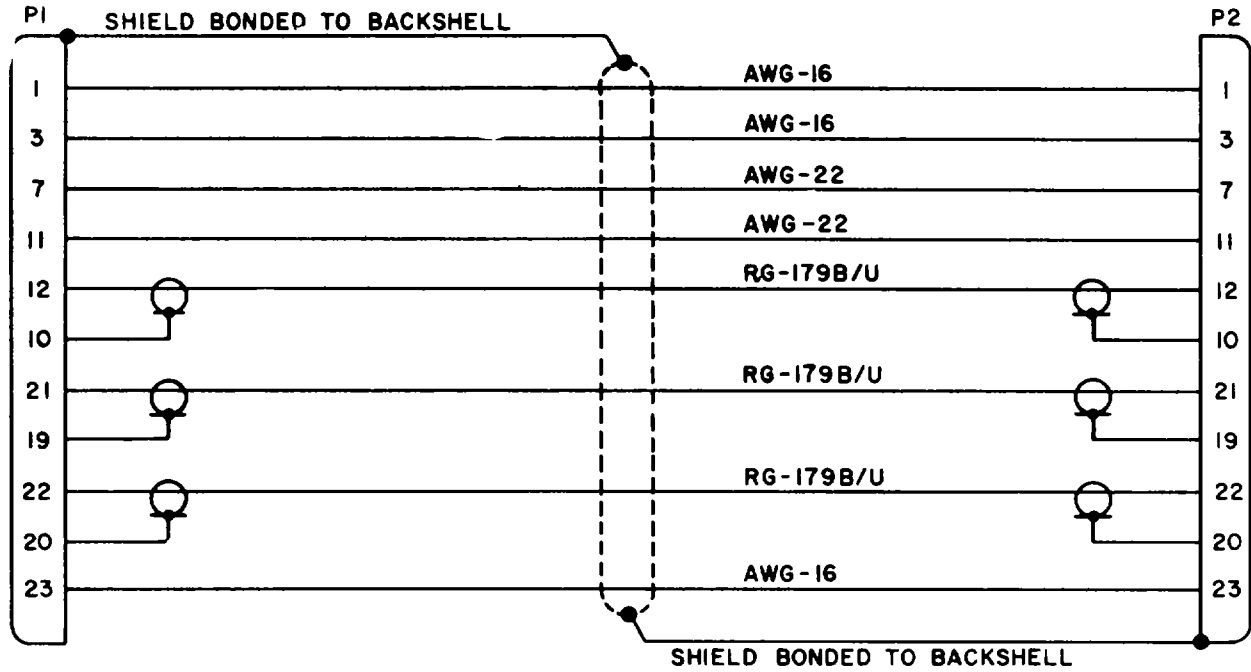 P1 SHIELD BONDED TO BACKSHELL P2
1 AWG-16 1
3 AWG-16 3
7 AWG-22 7
11 AWG-22 11
12 RG-179B/U 12
10 10
21 RG-179B/U 21
19 19
22 RG-179B/U 22
20 20
23 AWG-16 23
SHIELD BONDED TO BACKSHELL